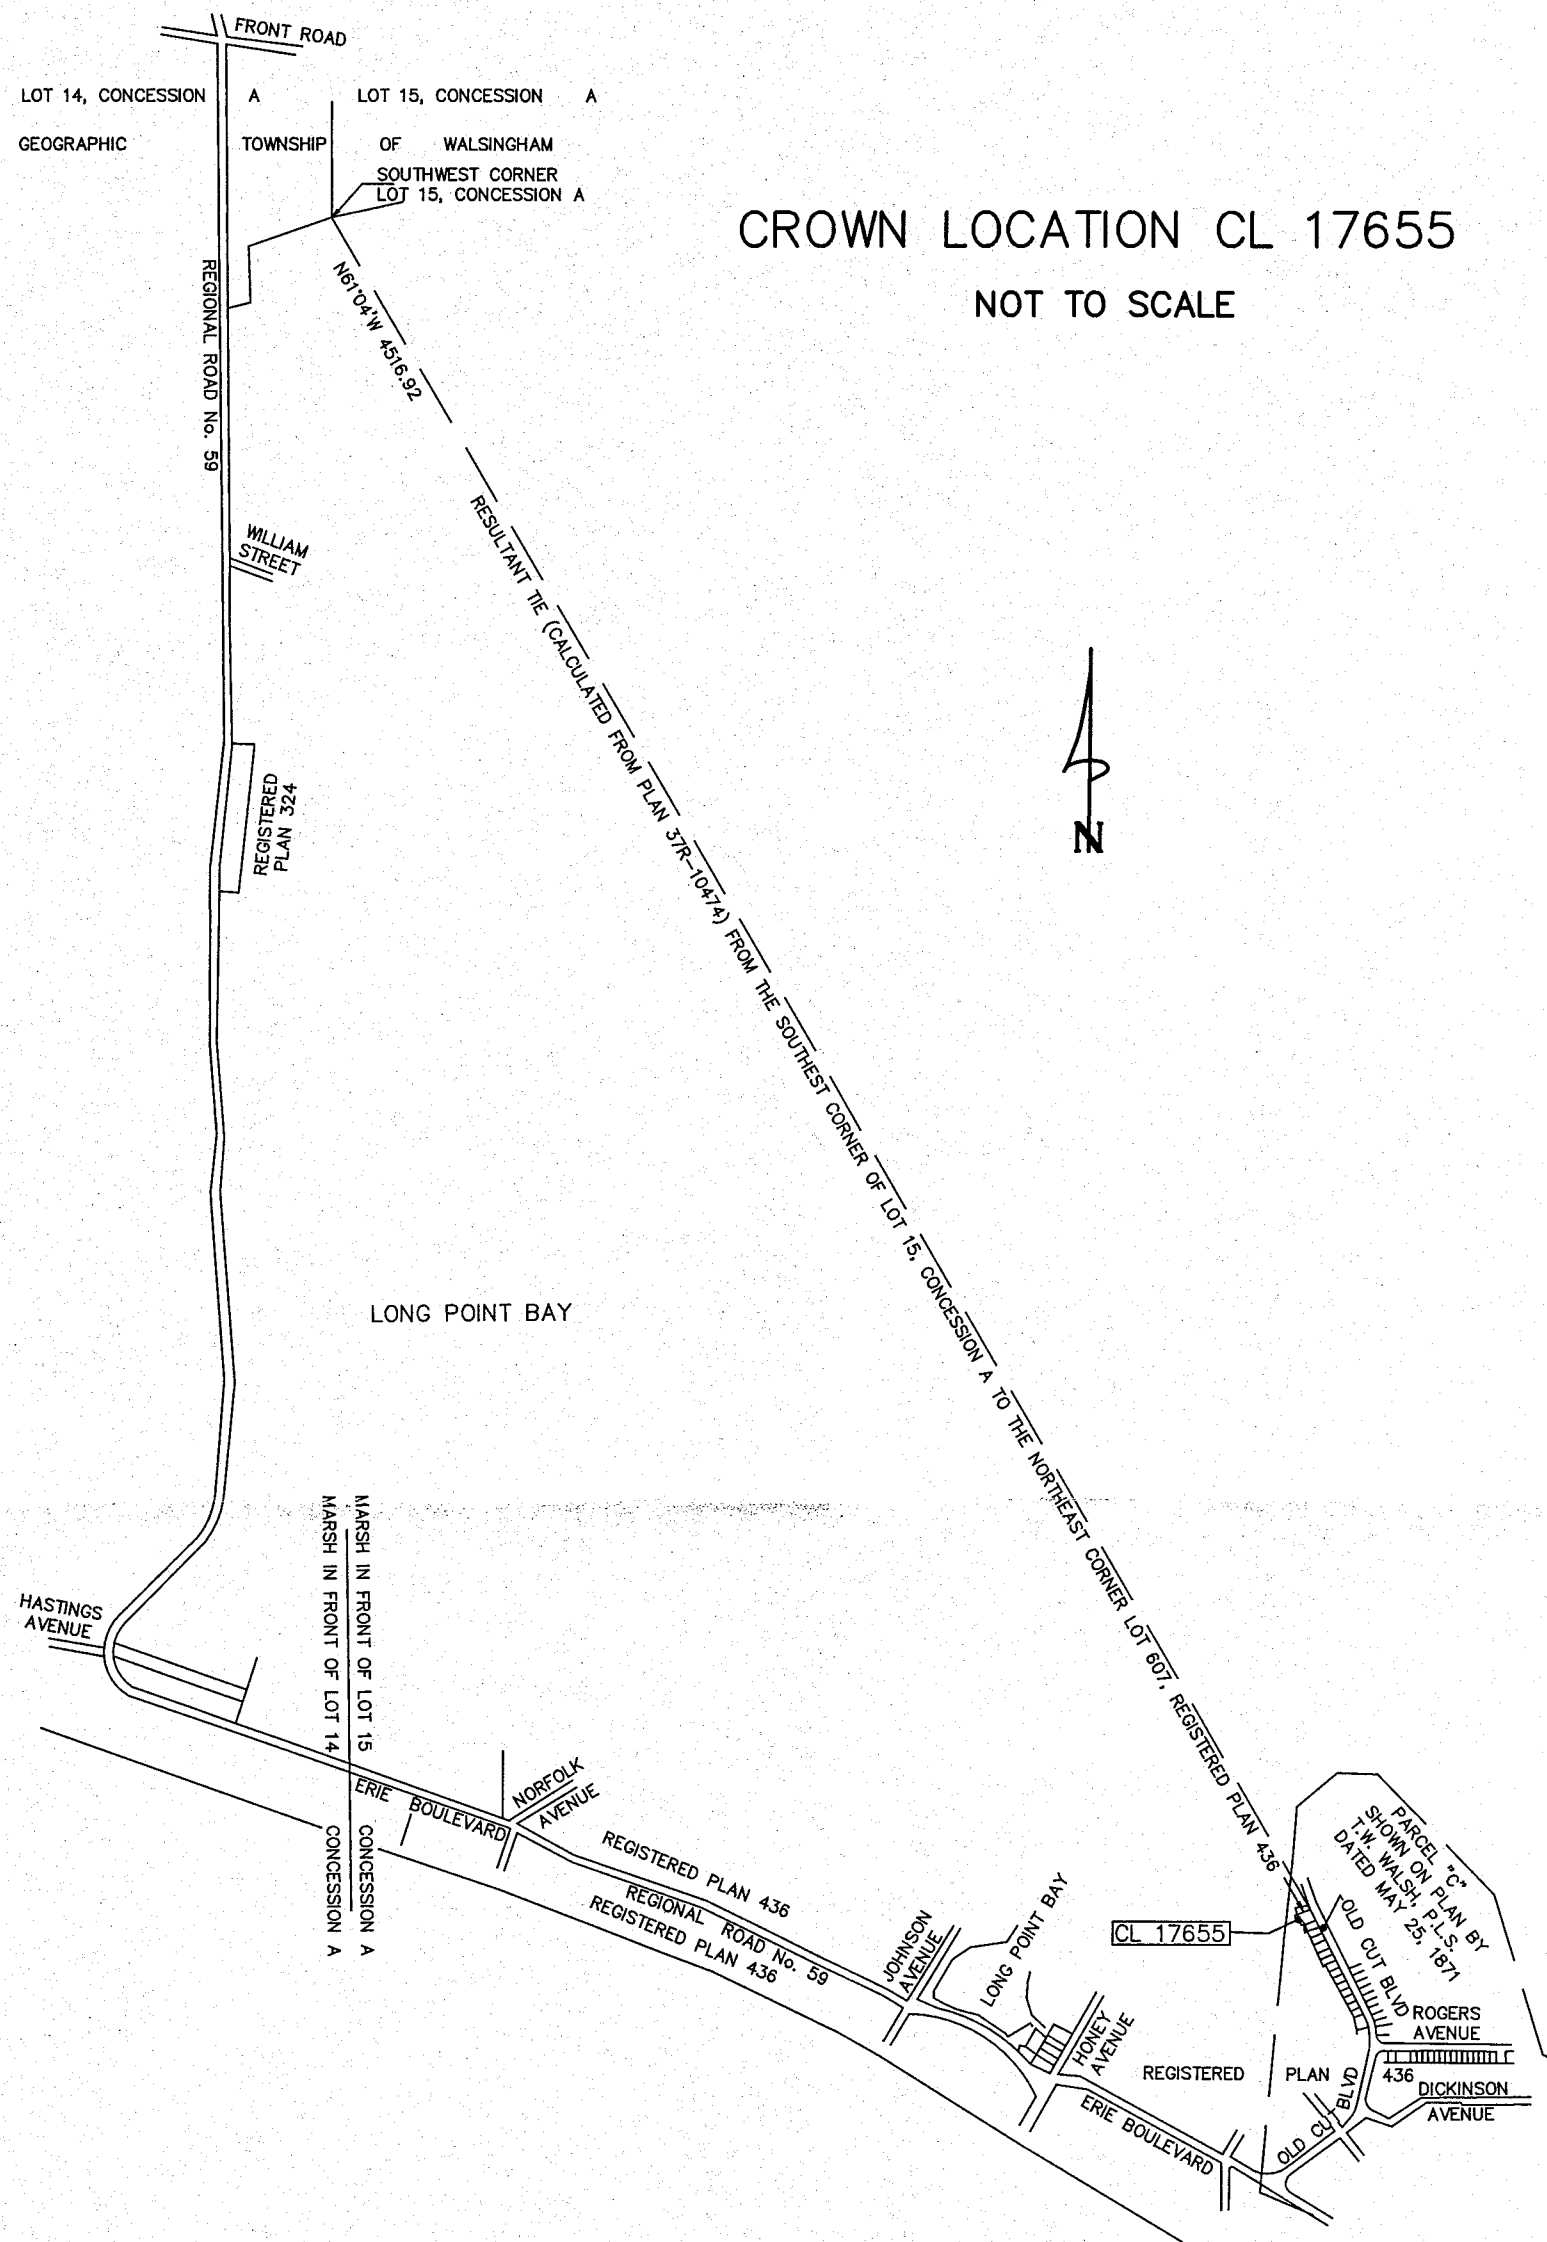 FRONT ROAD
LOT 14, CONCESSION A
LOT 15, CONCESSION A
GEOGRAPHIC TOWNSHIP OF WALSINGHAM
SOUTHWEST CORNER
LOT 15, CONCESSION A
CROWN LOCATION CL 17655
NOT TO SCALE
REGIONAL ROAD No. 59
N61°04'W 4516.92
RESULTANT TIE (CALCULATED FROM PLAN 37R-10474) FROM THE SOUTHEST CORNER OF LOT 15, CONCESSION A TO THE NORTHEAST CORNER LOT 607, REGISTERED PLAN 436
WILLIAM
STREET
N
REGISTERED
PLAN 324
LONG POINT BAY
MARSH IN FRONT OF LOT 15 CONCESSION A
MARSH IN FRONT OF LOT 14 CONCESSION A
HASTINGS
AVENUE
ERIE BOULEVARD
NORFOLK
AVENUE
REGISTERED PLAN 436
REGIONAL ROAD No. 59
REGISTERED PLAN 436
JOHNSON
AVENUE
LONG POINT BAY
HONEY
AVENUE
CL 17655
PARCEL "C"
SHOWN ON PLAN BY
T.W. WALSH, P.L.S.
DATED MAY 25, 1871
OLD CUT BLVD
ROGERS
AVENUE
REGISTERED PLAN 436
DICKINSON
AVENUE
OLD CUT BLVD
ERIE BOULEVARD